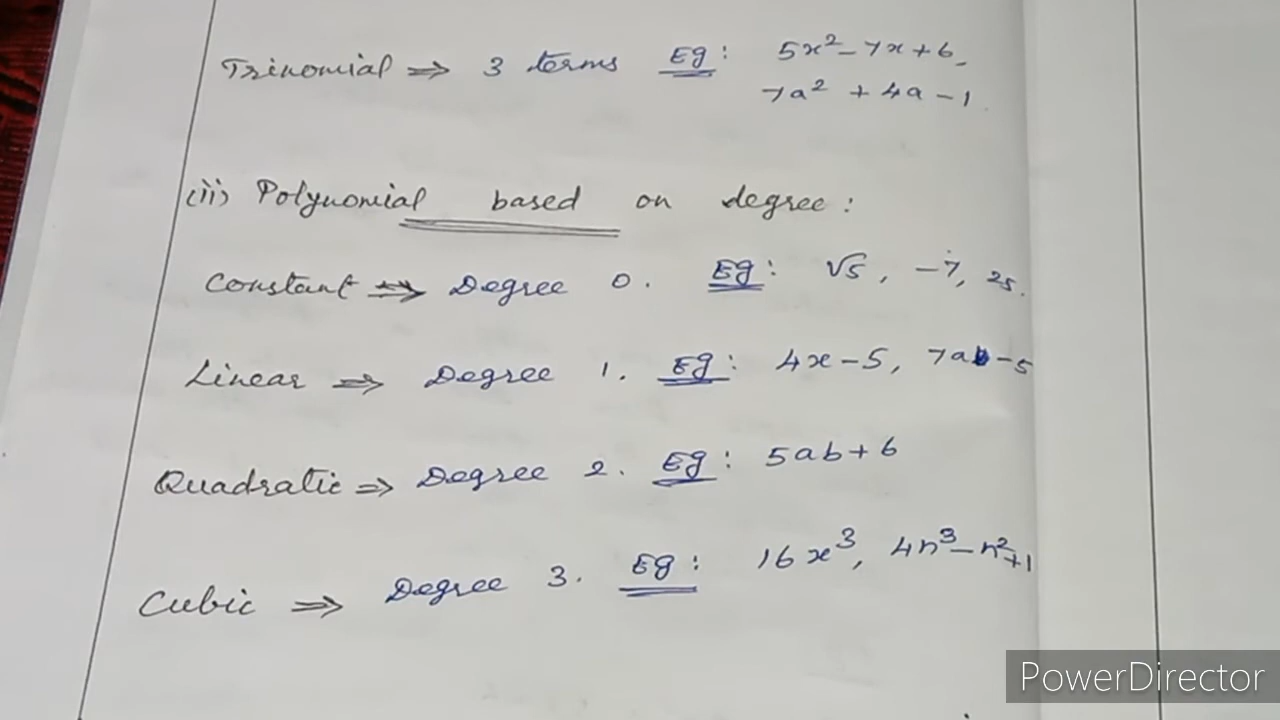 Trinomial ⇒ 3 terms Eg: 5x² - 7x + 6,
7a² + 4a - 1
(ii) Polynomial based on degree:
Constant ⇒ Degree 0. Eg: √5, -7, 25.
Linear ⇒ Degree 1. Eg: 4x - 5, 7a - 5
Quadratic ⇒ Degree 2. Eg: 5ab + 6
Cubic ⇒ Degree 3. Eg: 16x³, 4n³ - n² + 1
PowerDirector